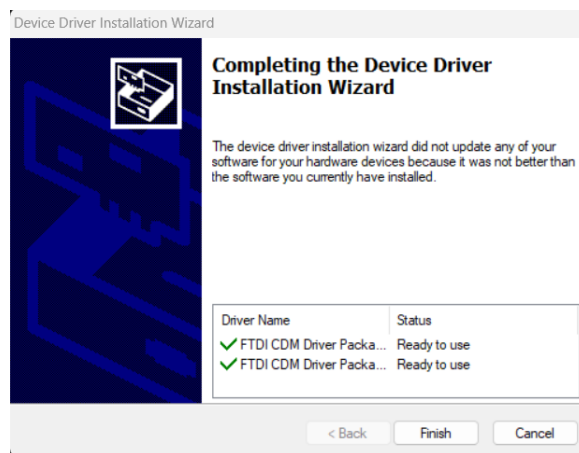 Device Driver Installation Wizard
Completing the Device Driver
Installation Wizard
The device driver installation wizard did not update any of your
software for your hardware devices because it was not better than
the software you currently have installed.
Driver Name Status
FTDI CDM Driver Packa... Ready to use
FTDI CDM Driver Packa... Ready to use
< Back Finish Cancel